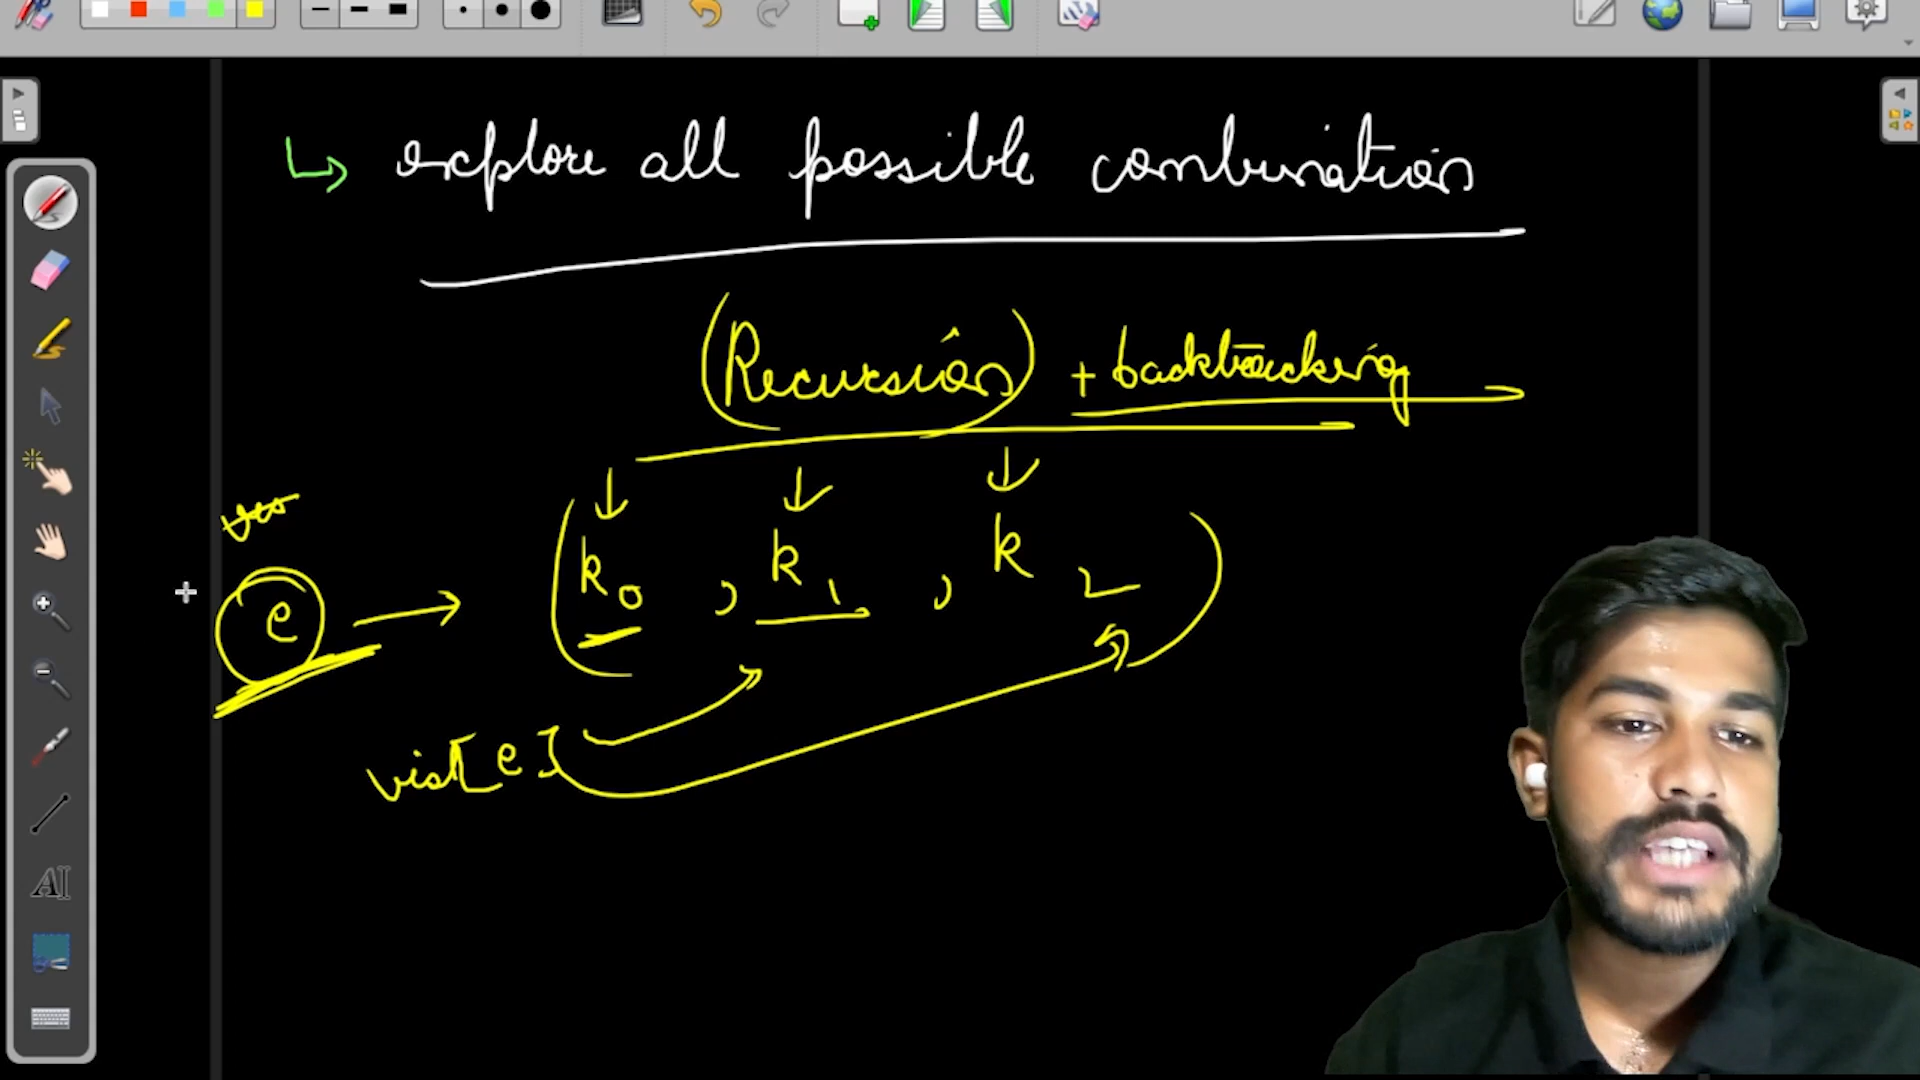 ↳ explore all possible combination
(Recursion) + backtracking
e → (k0 , k1 , k2)
vis[e]